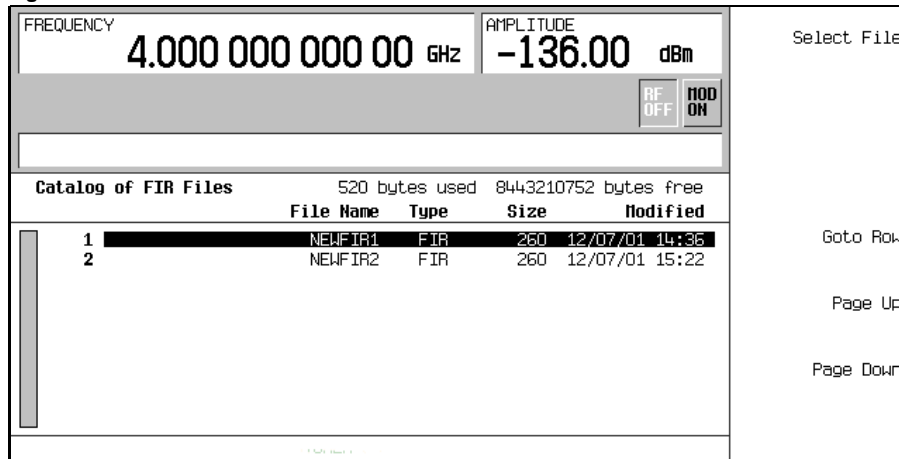 FREQUENCY
4.000 000 000 00 GHz
AMPLITUDE
-136.00 dBm
RF OFF
MOD ON
Select File
Catalog of FIR Files 520 bytes used 8443210752 bytes free
File Name Type Size Modified
1 NEWFIR1 FIR 260 12/07/01 14:36
2 NEWFIR2 FIR 260 12/07/01 15:22
Goto Row
Page Up
Page Down